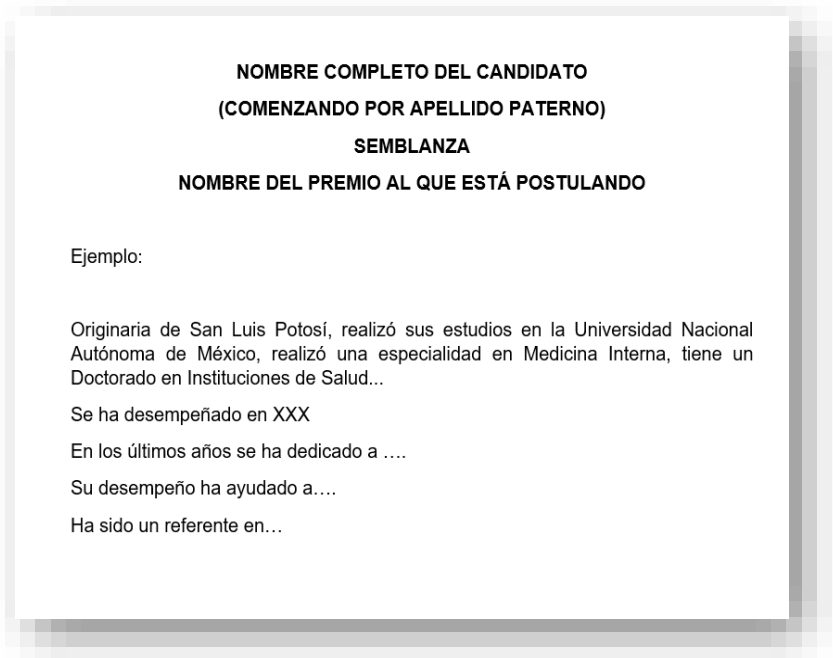 NOMBRE COMPLETO DEL CANDIDATO
(COMENZANDO POR APELLIDO PATERNO)
SEMBLANZA
NOMBRE DEL PREMIO AL QUE ESTÁ POSTULANDO
Ejemplo:
Originaria de San Luis Potosí, realizó sus estudios en la Universidad Nacional
Autónoma de México, realizó una especialidad en Medicina Interna, tiene un
Doctorado en Instituciones de Salud...
Se ha desempeñado en XXX
En los últimos años se ha dedicado a ….
Su desempeño ha ayudado a….
Ha sido un referente en…